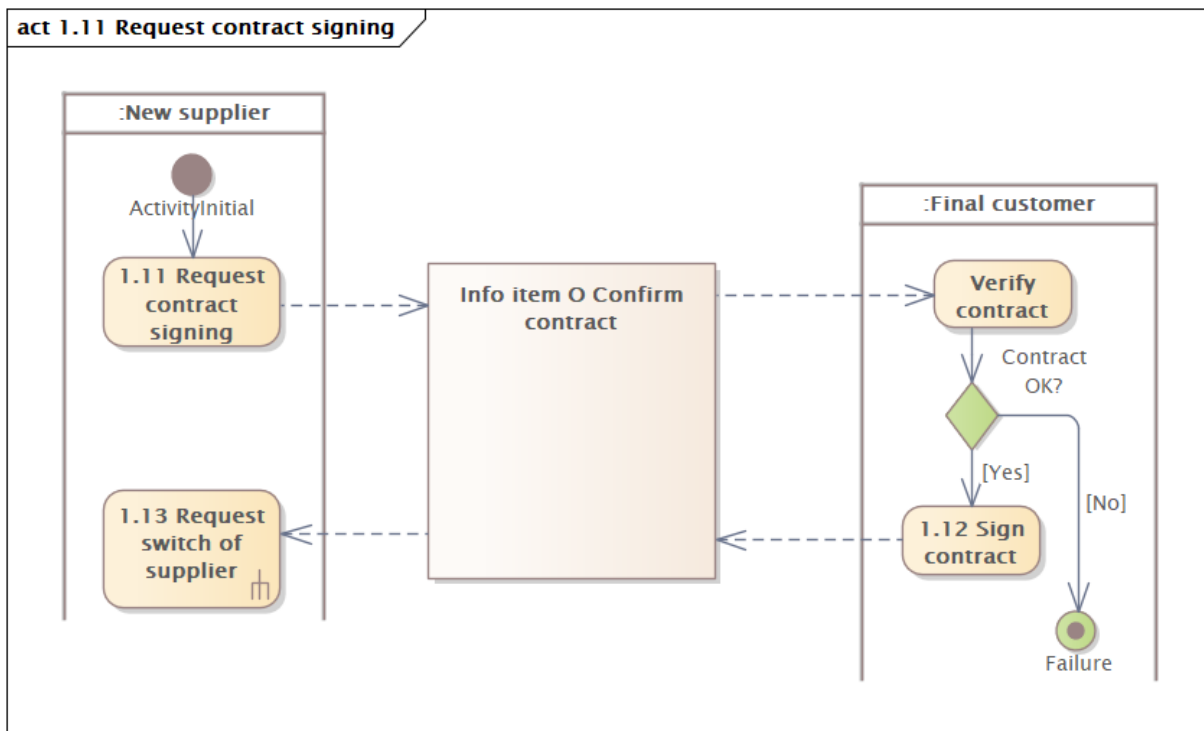 act 1.11 Request contract signing
:New supplier
ActivityInitial
1.11 Request
contract
signing
Info item O Confirm
contract
:Final customer
Verify
contract
Contract
OK?
[Yes]
[No]
1.12 Sign
contract
Failure
1.13 Request
switch of
supplier